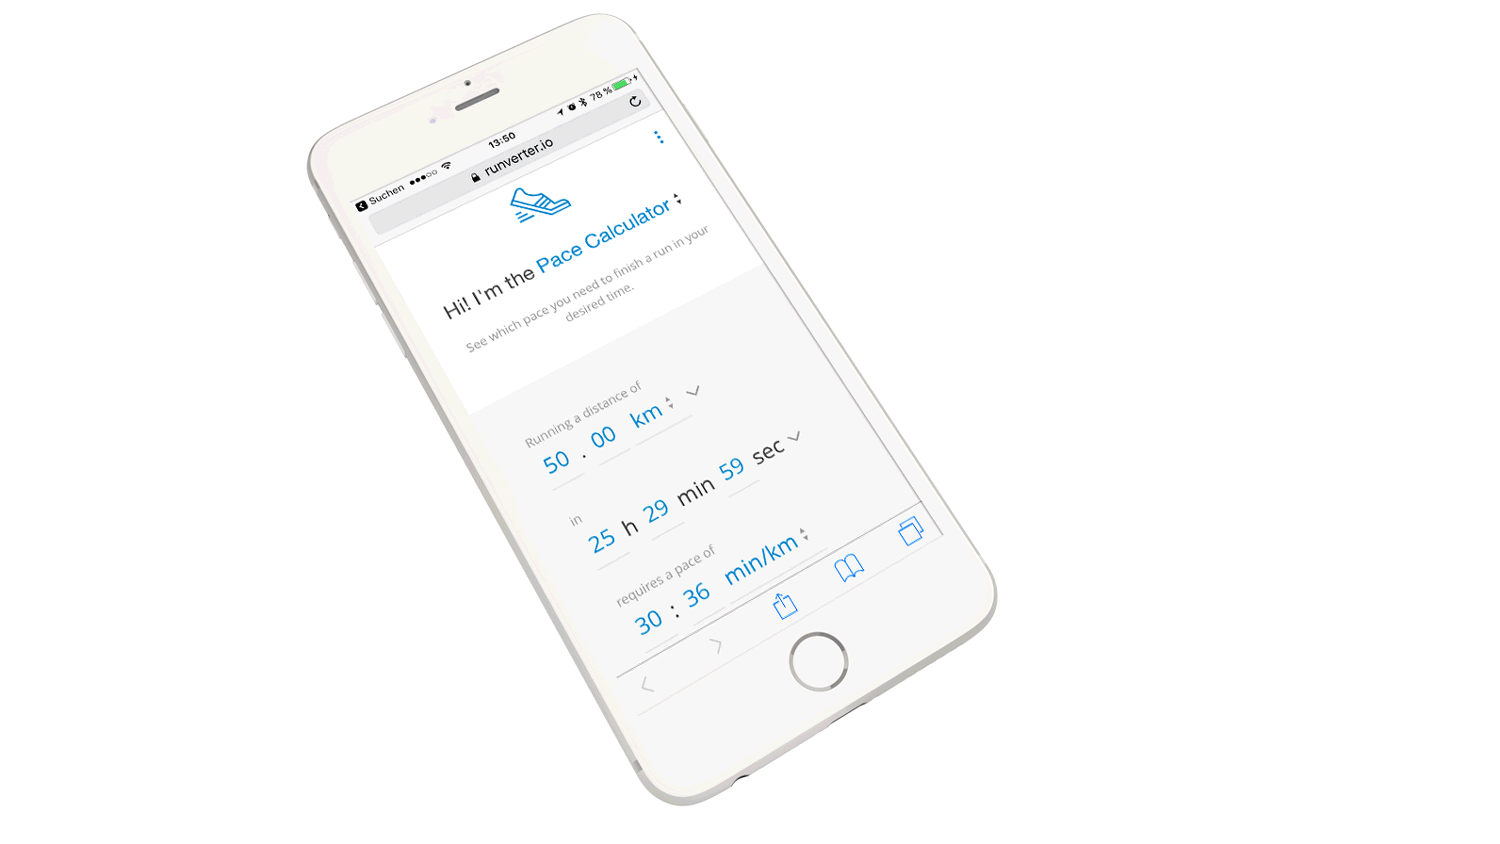 Suchen 13:50 78 %
runverter.io
Hi! I'm the Pace Calculator
See which pace you need to finish a run in your
desired time.
Running a distance of
50 . 00 km
in
25 h 29 min 59 sec
requires a pace of
30 : 36 min/km